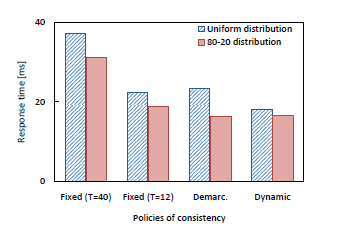 40
Uniform distribution
80-20 distribution
Response time [ms]
20
0
Fixed (T=40) Fixed (T=12) Demarc. Dynamic
Policies of consistency